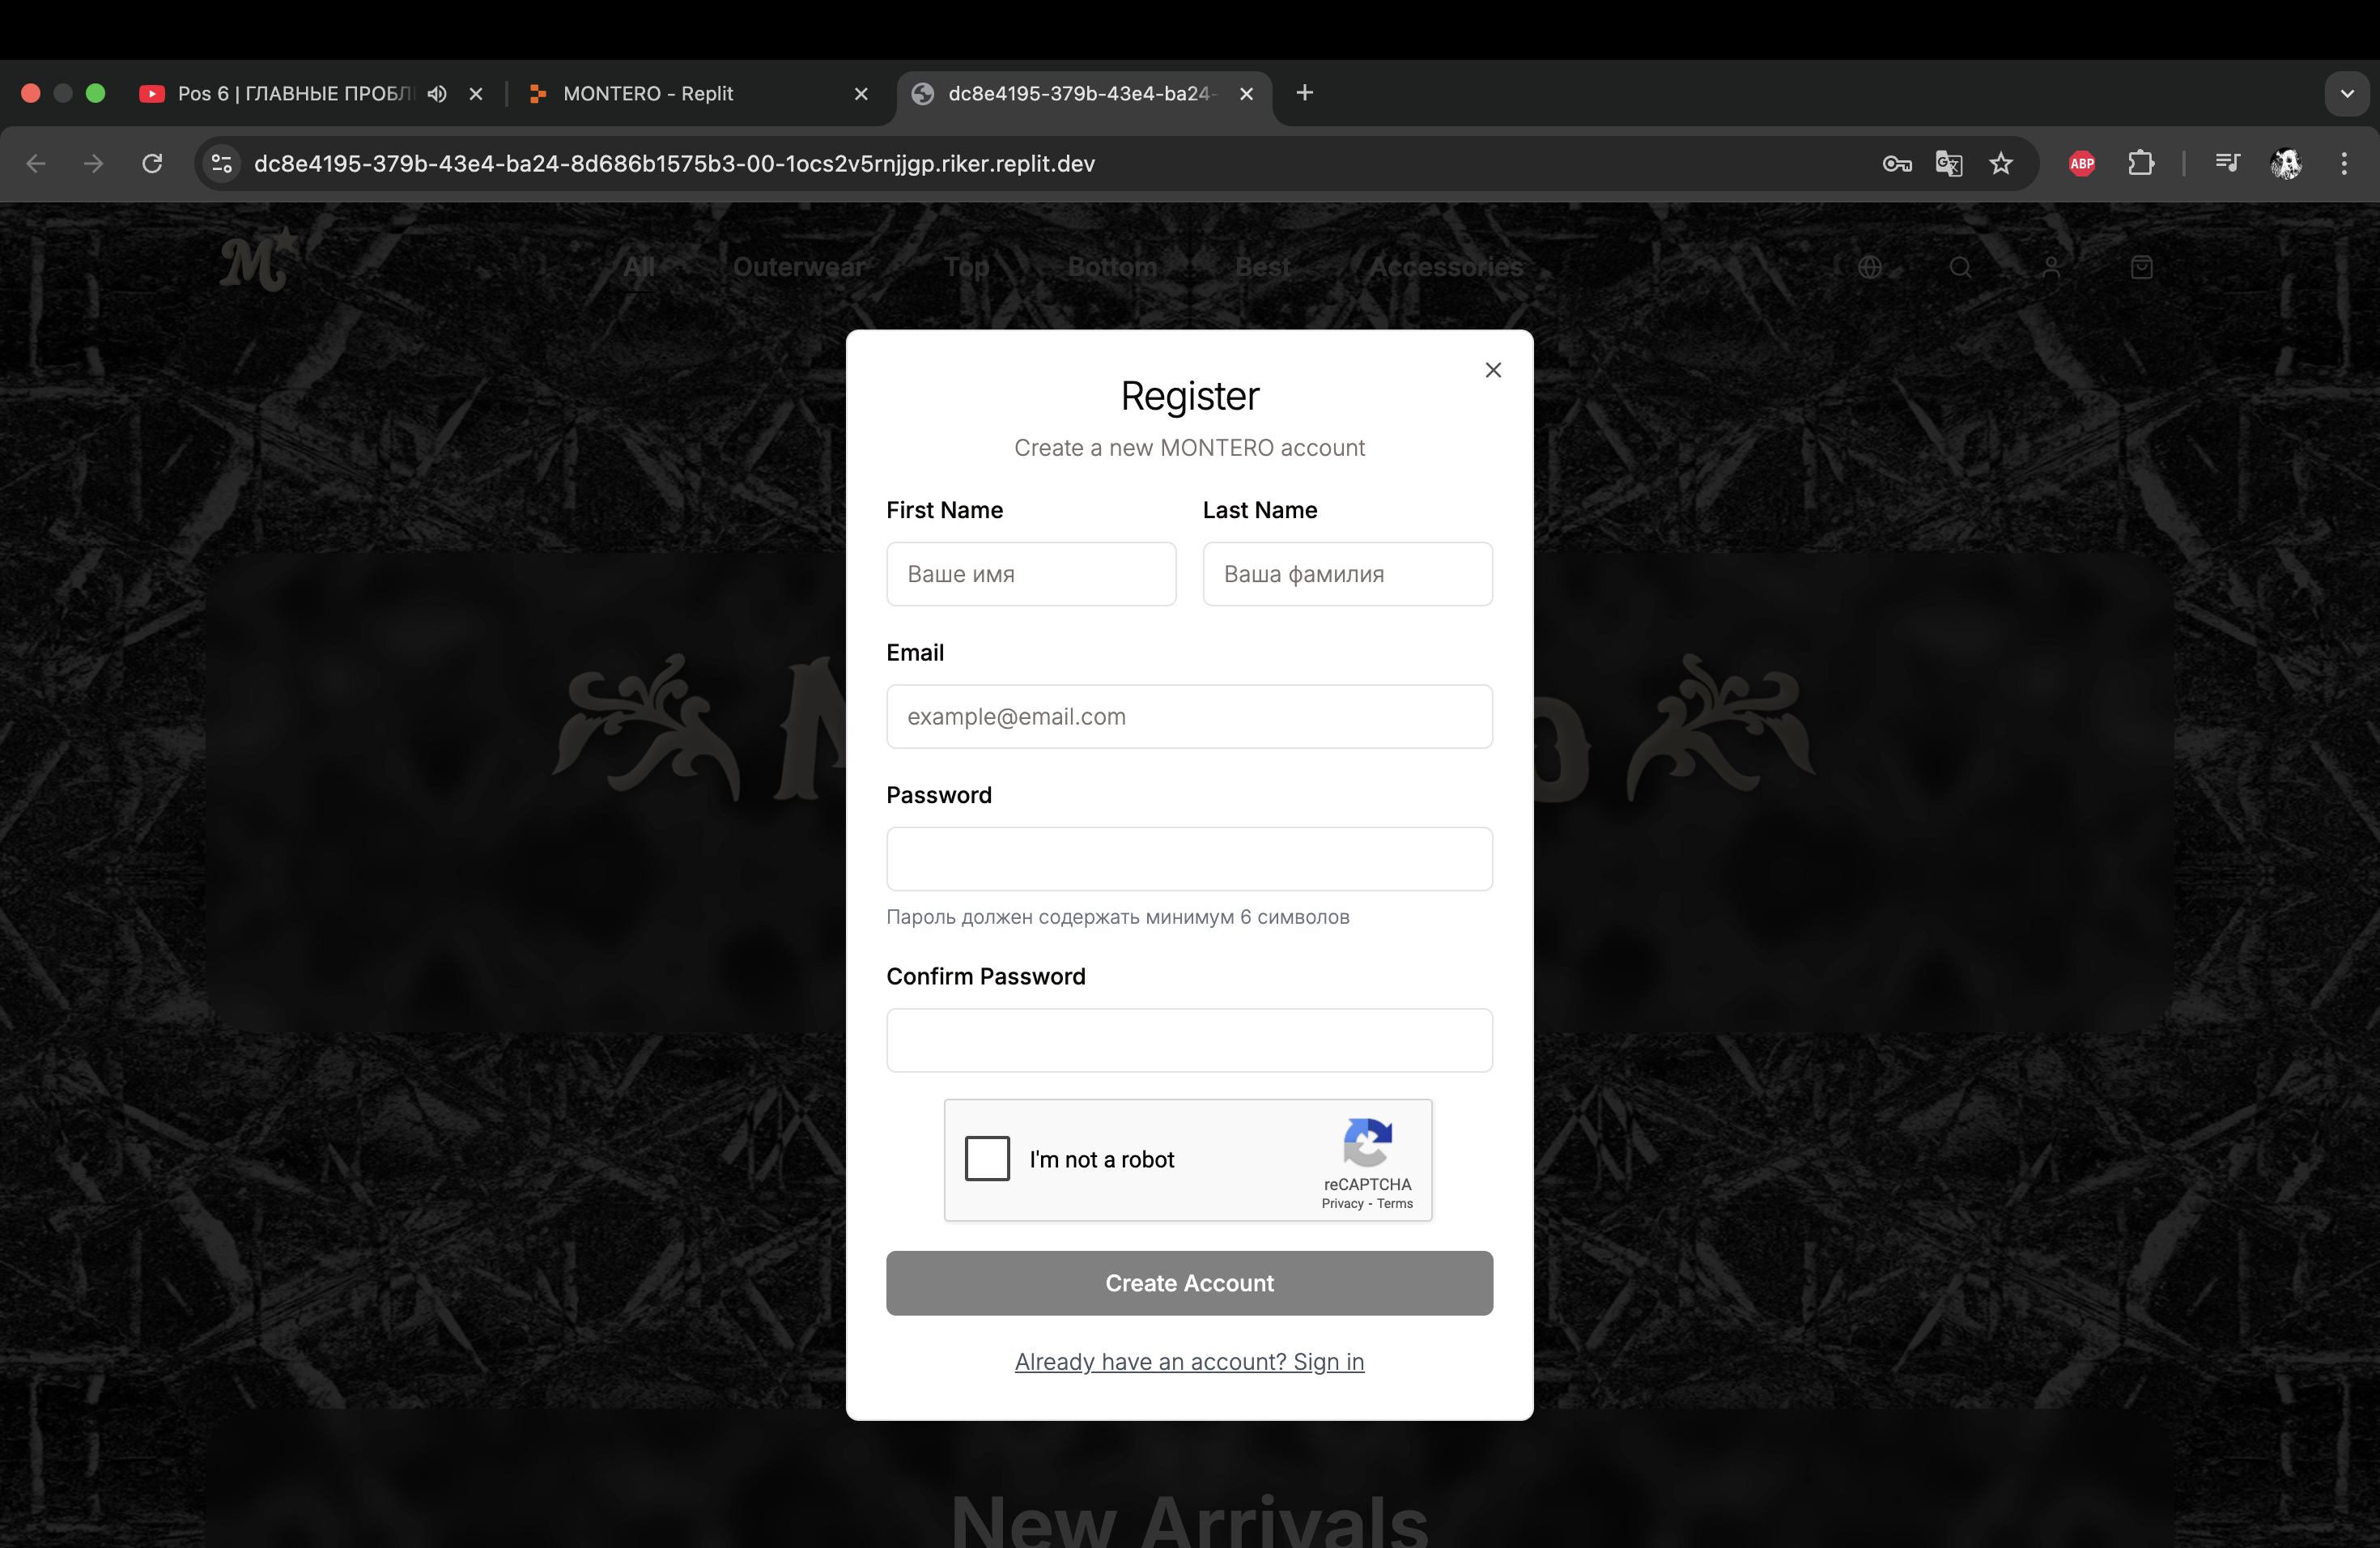 Pos 6 | ГЛАВНЫЕ ПРОБЛ
MONTERO - Replit
dc8e4195-379b-43e4-ba24-
dc8e4195-379b-43e4-ba24-8d686b1575b3-00-1ocs2v5rnjjgp.riker.replit.dev
ABP
M
All Outerwear Top Bottom Best Accessories
Register
Create a new MONTERO account
First Name Last Name
Ваше имя Ваша фамилия
Email
example@email.com
Password
Пароль должен содержать минимум 6 символов
Confirm Password
I'm not a robot
reCAPTCHA
Privacy - Terms
Create Account
Already have an account? Sign in
New Arrivals